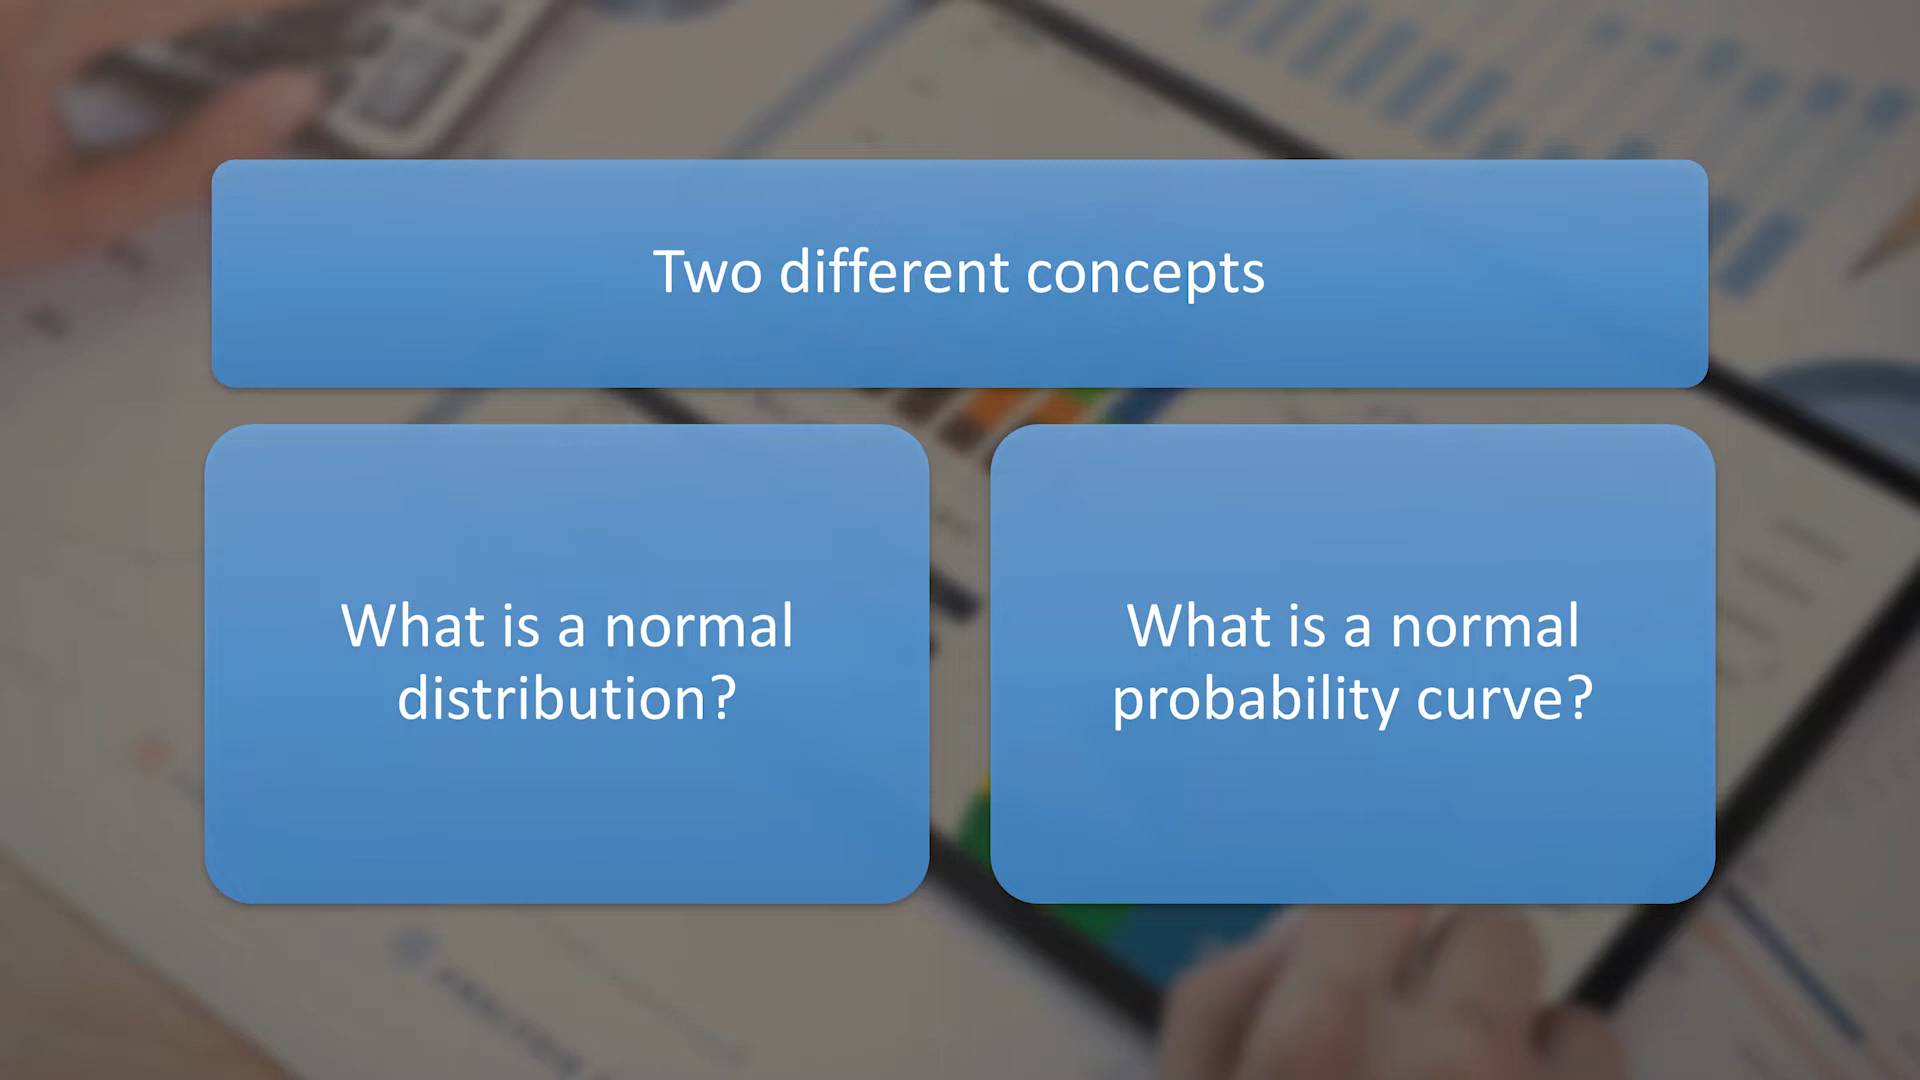 Two different concepts
What is a normal
distribution?
What is a normal
probability curve?